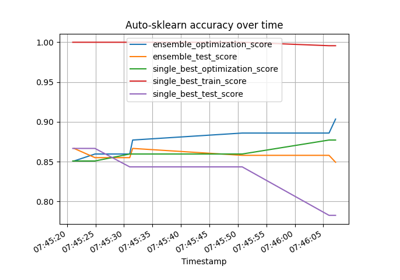 Auto-sklearn accuracy over time
1.00
0.95
0.90
0.85
0.80
ensemble_optimization_score
ensemble_test_score
single_best_optimization_score
single_best_train_score
single_best_test_score
07:45:20
07:45:25
07:45:30
07:45:35
07:45:40
07:45:45
07:45:50
07:45:55
07:46:00
07:46:05
Timestamp